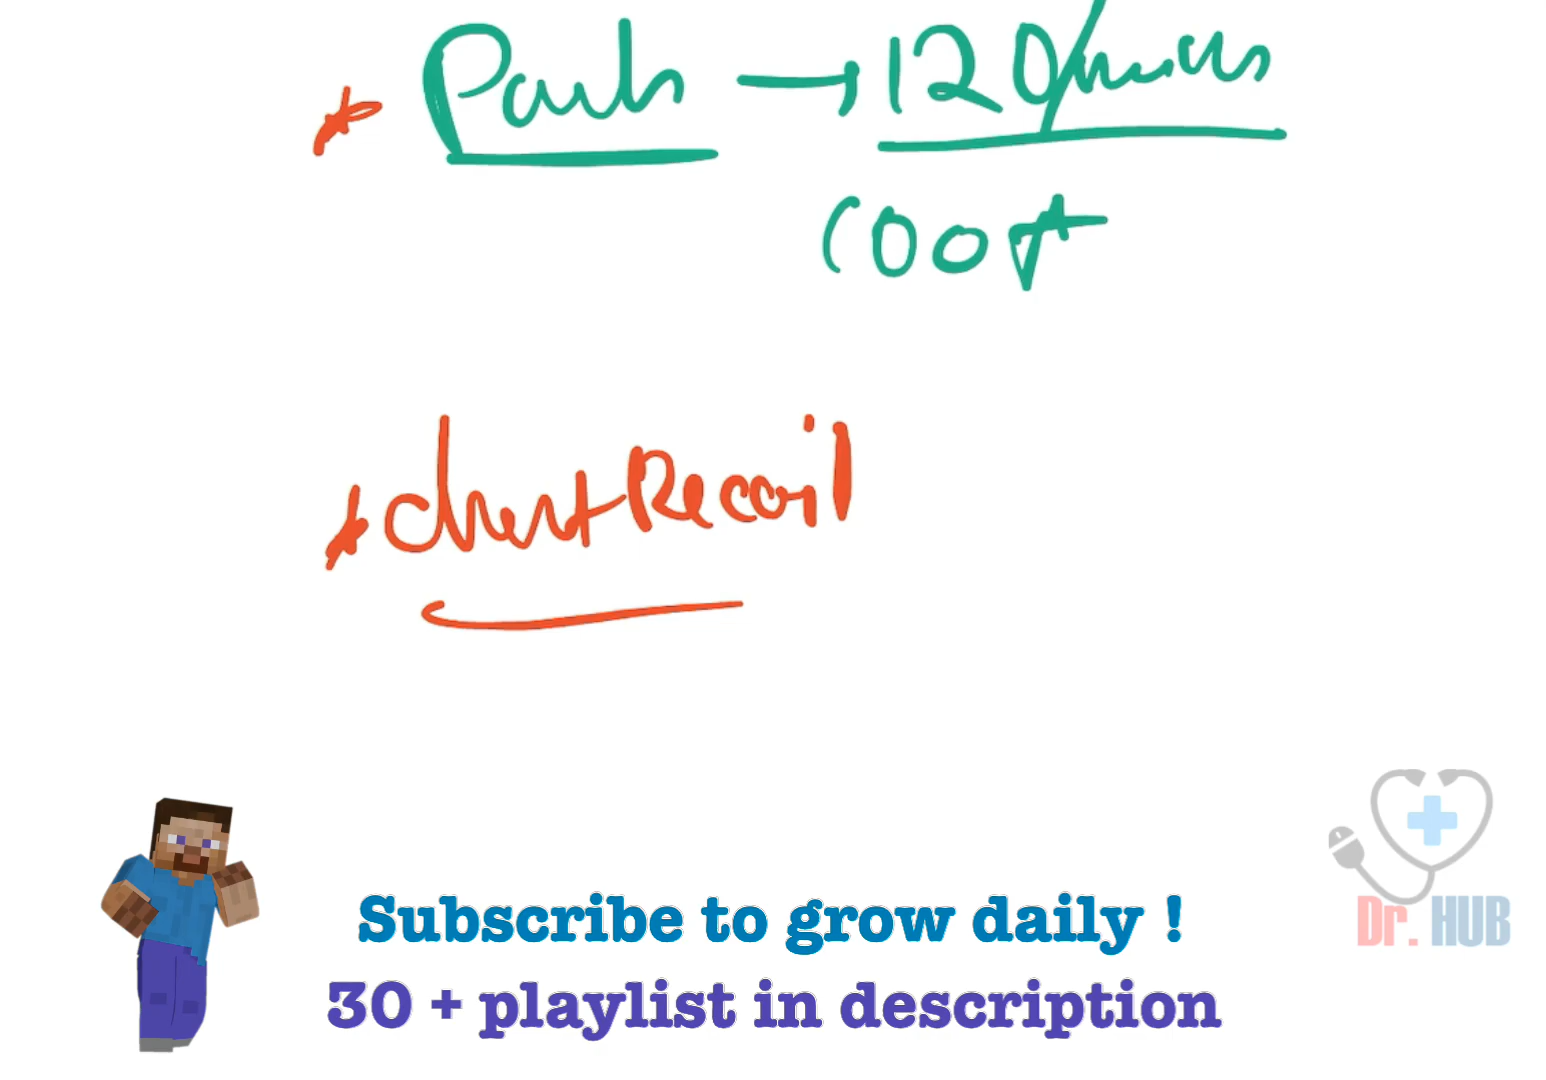 * Push → 120/min
100+
* chest Recoil
Dr. HUB
Subscribe to grow daily !
30 + playlist in description